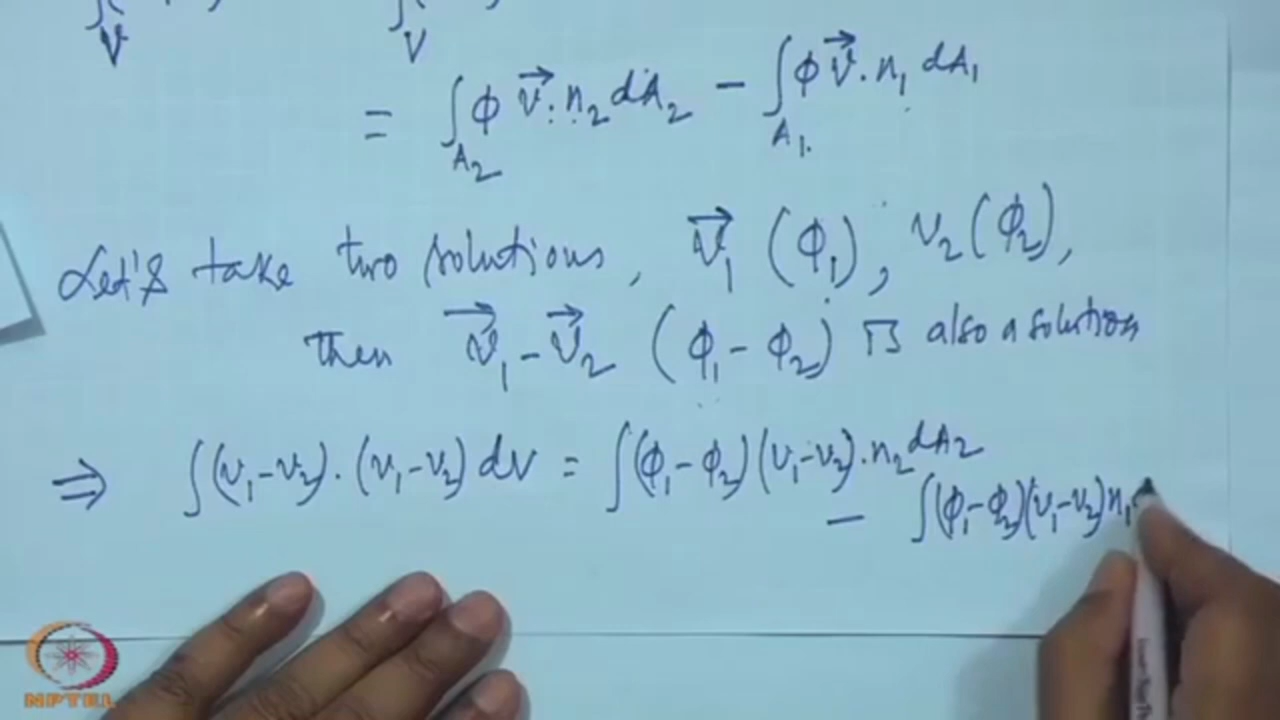 ∫ V ∫ V
= ∫_{A₂} ϕ v⃗ . n₂ dA₂ − ∫_{A₁} ϕ v⃗ . n₁ dA₁
Let's take two solutions, v⃗₁ (ϕ₁), v₂ (ϕ₂),
then v⃗₁ − v⃗₂ (ϕ₁ − ϕ₂) is also a solution
⇒ ∫(v₁−v₂) . (v₁−v₂) dV = ∫(ϕ₁−ϕ₂)(v₁−v₂) . n₂ dA₂
− ∫(ϕ₁−ϕ₂)(v₁−v₂) n₁
NPTEL